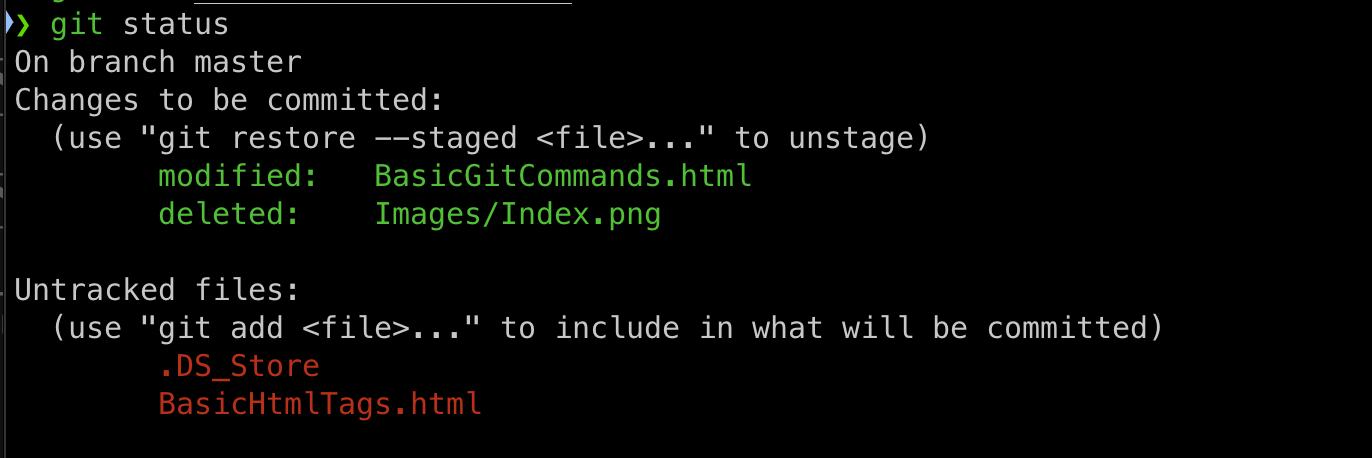 ❯ git status
On branch master
Changes to be committed:
  (use "git restore --staged <file>..." to unstage)
        modified:   BasicGitCommands.html
        deleted:    Images/Index.png

Untracked files:
  (use "git add <file>..." to include in what will be committed)
        .DS_Store
        BasicHtmlTags.html